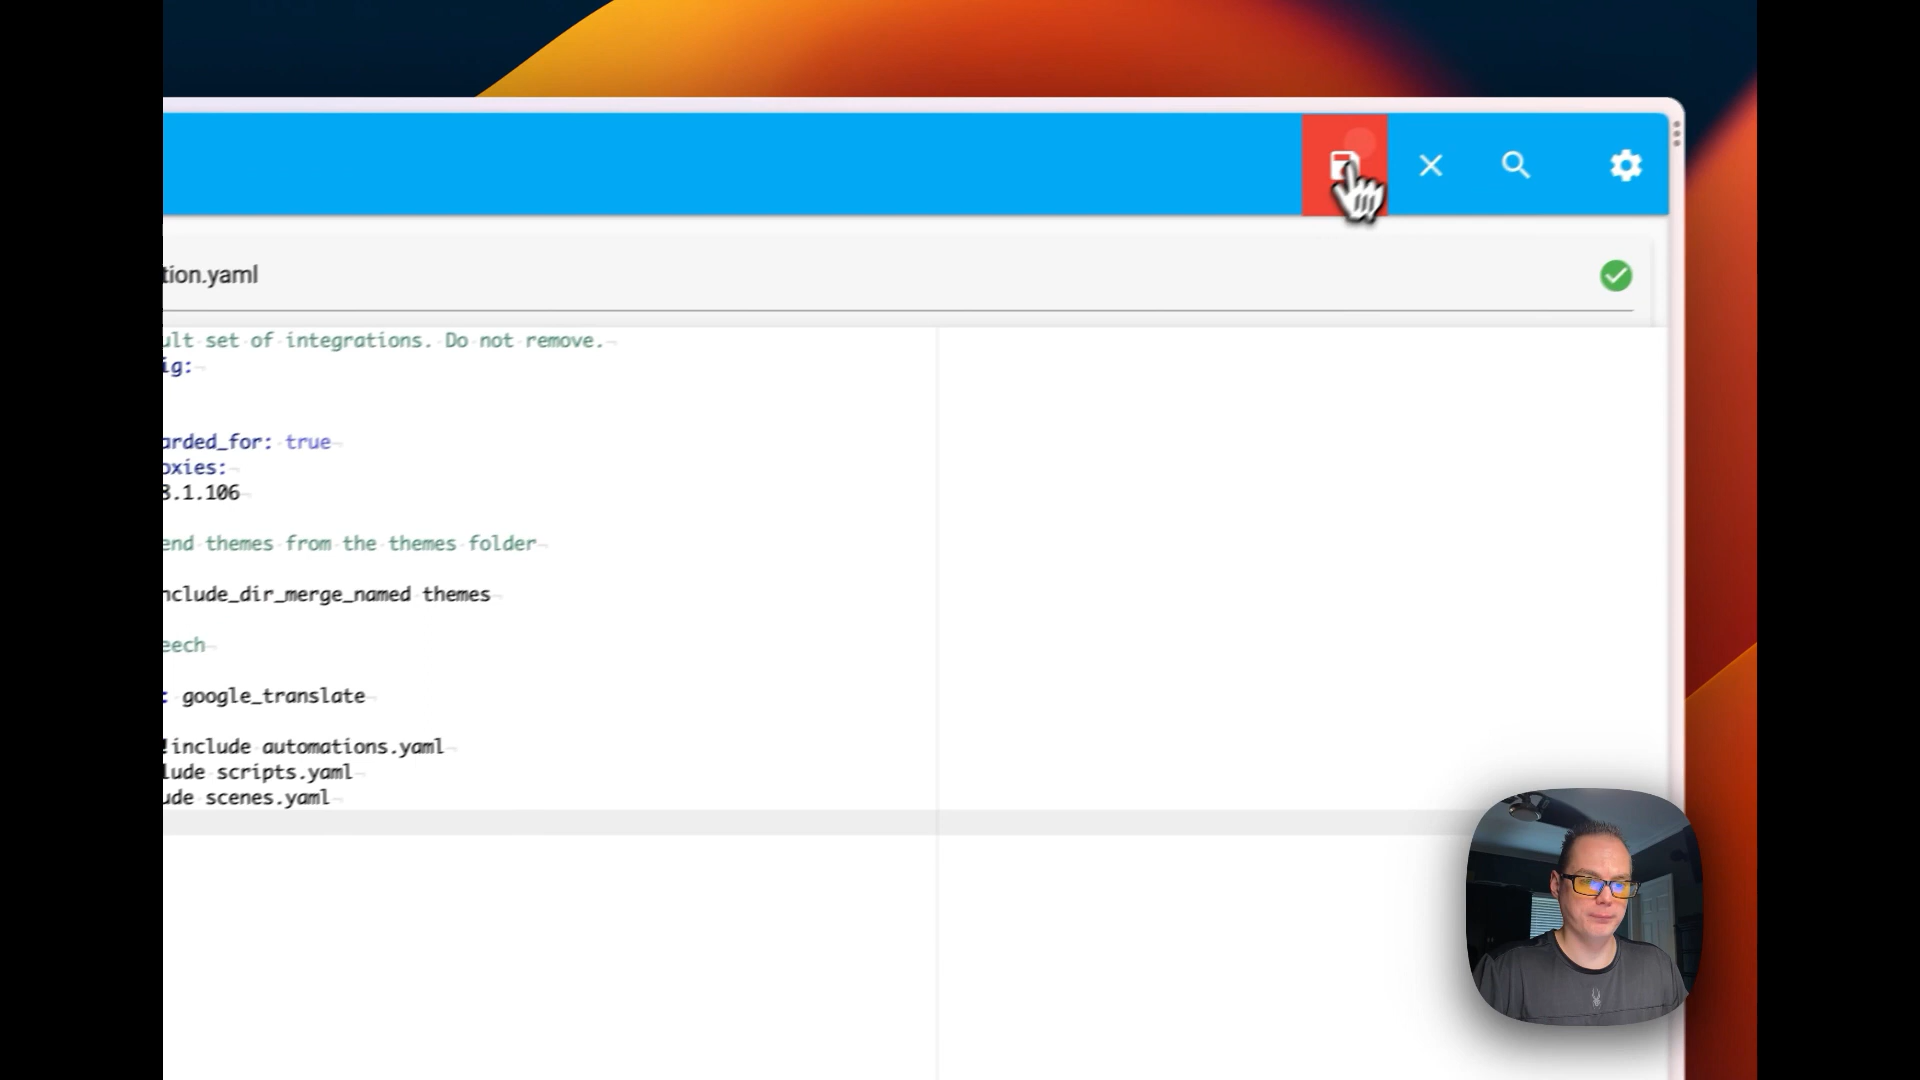 tion.yaml
ult set of integrations. Do not remove.
ig:
arded_for: true
oxies:
3.1.106
end themes from the themes folder
nclude_dir_merge_named themes
eech
: google_translate
!include automations.yaml
lude scripts.yaml
ude scenes.yaml